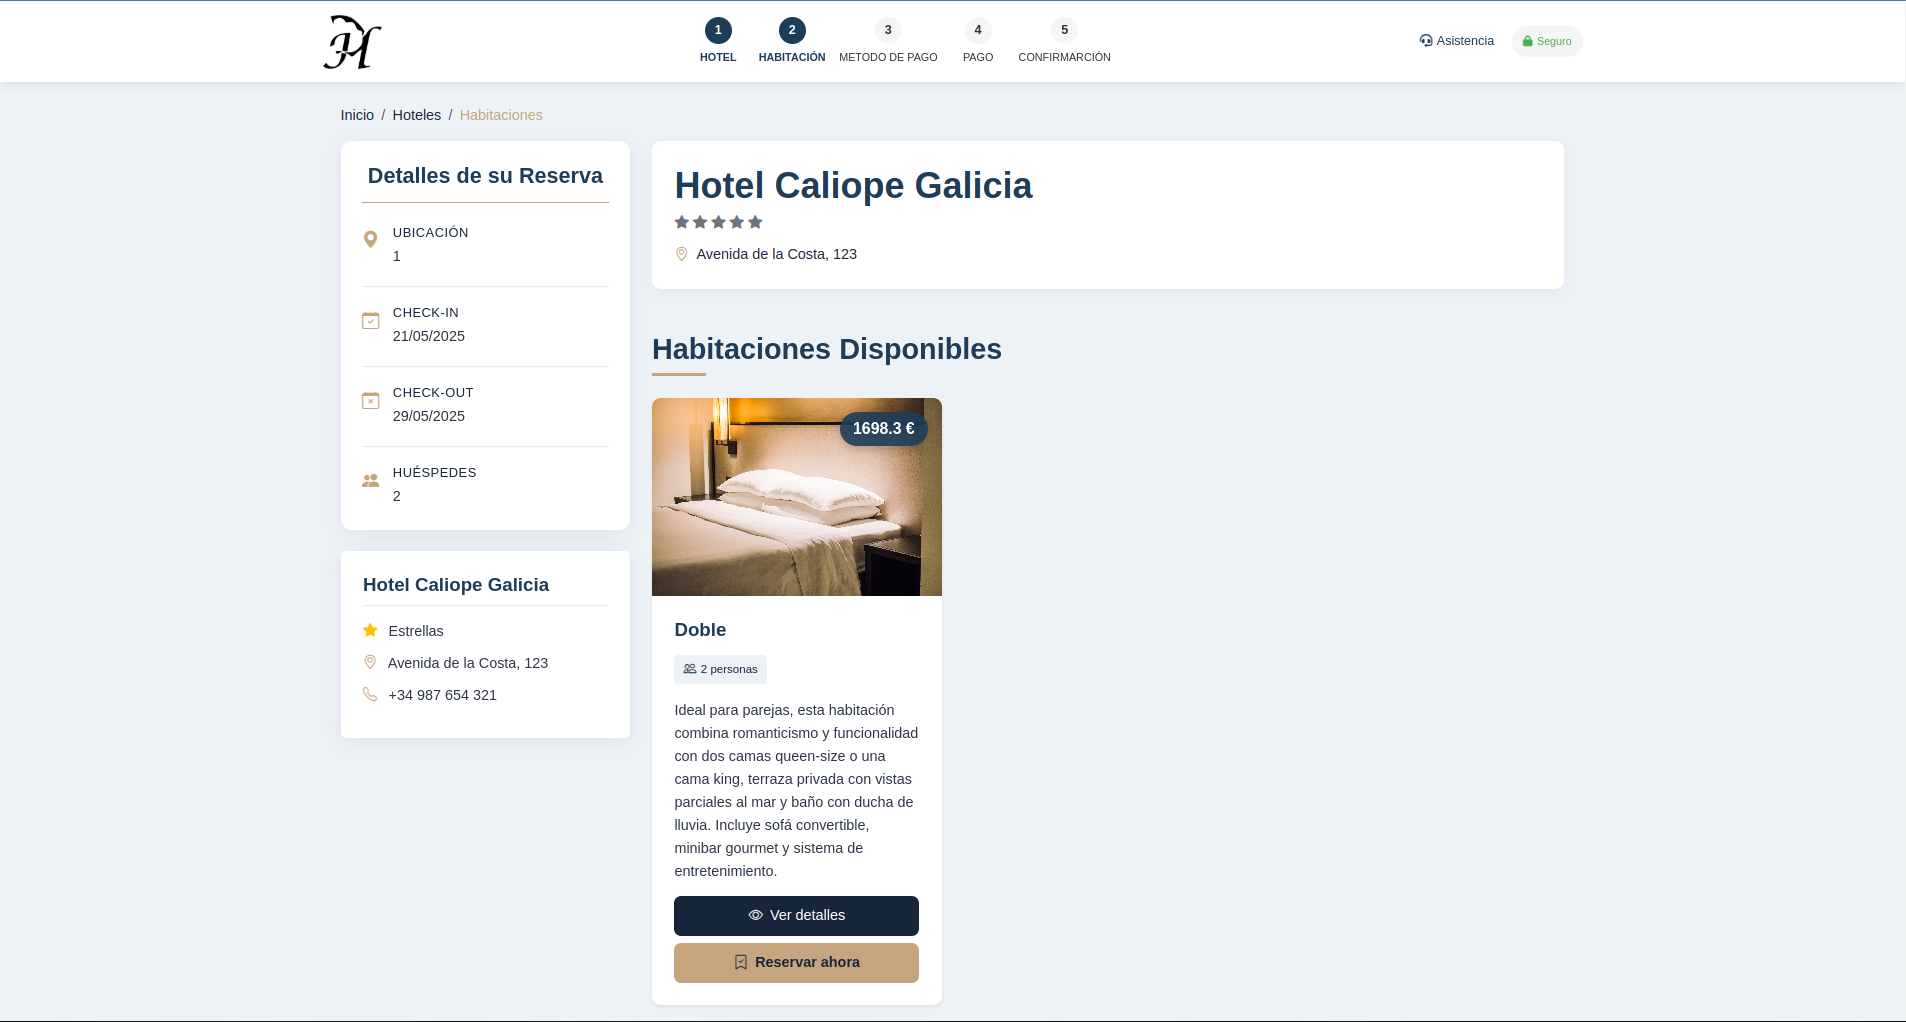 H
1 2 3 4 5
HOTEL HABITACIÓN METODO DE PAGO PAGO CONFIRMARCIÓN
Asistencia Seguro
Inicio / Hoteles / Habitaciones
Detalles de su Reserva
UBICACIÓN
1
CHECK-IN
21/05/2025
CHECK-OUT
29/05/2025
HUÉSPEDES
2
Hotel Caliope Galicia
Estrellas
Avenida de la Costa, 123
+34 987 654 321
Hotel Caliope Galicia
Avenida de la Costa, 123
Habitaciones Disponibles
1698.3 €
Doble
2 personas
Ideal para parejas, esta habitación
combina romanticismo y funcionalidad
con dos camas queen-size o una
cama king, terraza privada con vistas
parciales al mar y baño con ducha de
lluvia. Incluye sofá convertible,
minibar gourmet y sistema de
entretenimiento.
Ver detalles
Reservar ahora